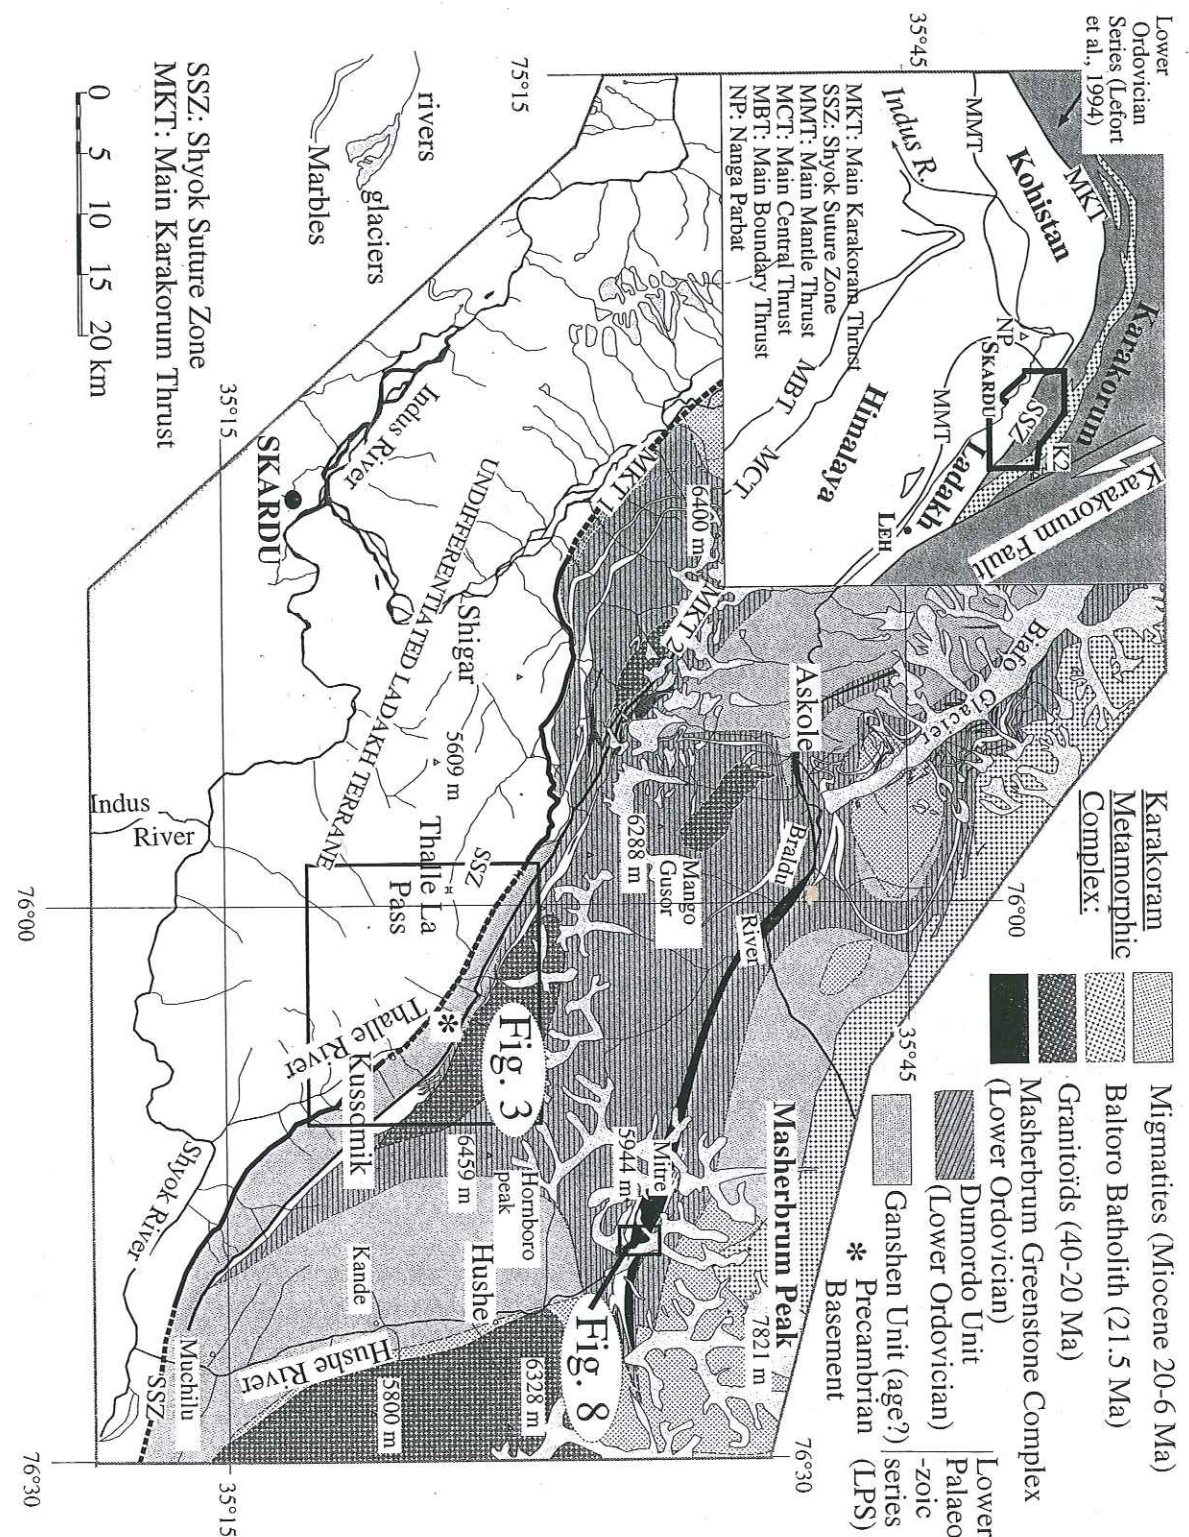 Lower
Ordovician
Series (Lefort
et al., 1994)
35°45
75°15
MMT
Kohistan
MKT
Karakorum
Indus R.
NP
SKARDU
SSZ
K2
Karakorum Fault
MMT
Ladakh
LEH
Himalaya
MBT
MCT
MKT: Main Karakoram Thrust
SSZ: Shyok Suture Zone
MMT: Main Mantle Thrust
MCT: Main Central Thrust
MBT: Main Boundary Thrust
NP: Nanga Parbat
rivers
glaciers
Marbles
SSZ: Shyok Suture Zone
MKT: Main Karakorum Thrust
0 5 10 15 20 km
35°15
Karakoram
Metamorphic
Complex:
Migmatites (Miocene 20-6 Ma)
Baltoro Batholith (21.5 Ma)
Granitoïds (40-20 Ma)
Masherbrum Greenstone Complex
(Lower Ordovician)
Dumordo Unit
(Lower Ordovician)
Ganshen Unit (age?)
* Precambrian
Basement
Lower
Palaeo
-zoic
series
(LPS)
76°00
35°45
76°30
Biafo
Glacier
6400 m
MKT 1
MKT 2
Askole
Braldu
River
Mango
Gusor
6288 m
Masherbrum Peak
7821 m
Mitre
5944 m
Fig. 8
Fig. 3
Hornboro
peak
6459 m
Hushe
6328 m
Kande
5800 m
Hushe River
Muchilu
SSZ
Indus River
SKARDU
UNDIFFERENTIATED LADAKH TERRANE
Shigar
5609 m
Thalle La
Pass
SSZ
*
Thalle River
Kussomik
Shyok River
Indus
River
76°00
35°15
76°30